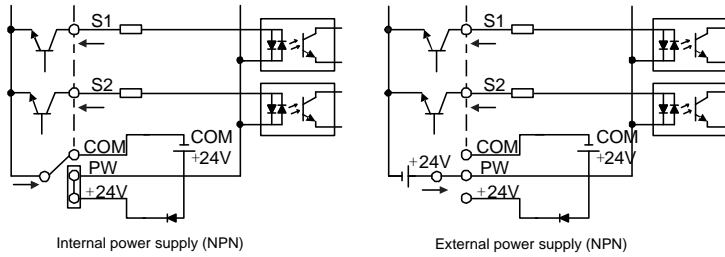 S1
S2
COM
COM
+24V
PW
+24V
Internal power supply (NPN)
S1
S2
COM
COM
+24V
+24V
PW
+24V
External power supply (NPN)